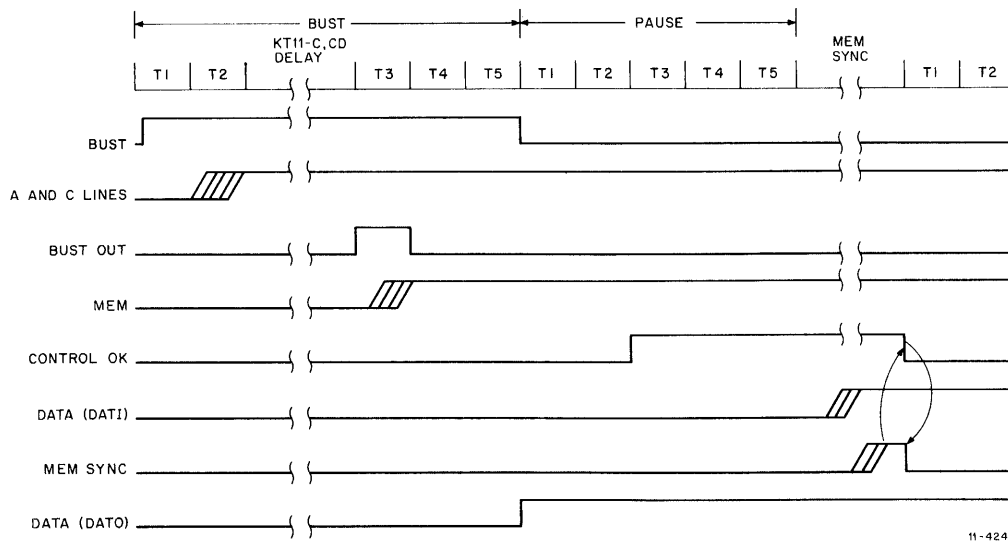 BUST PAUSE
KT11-C,CD
DELAY
MEM
SYNC
T1 T2 T3 T4 T5 T1 T2 T3 T4 T5 T1 T2
BUST
A AND C LINES
BUST OUT
MEM
CONTROL OK
DATA (DATI)
MEM SYNC
DATA (DATO)
11-424